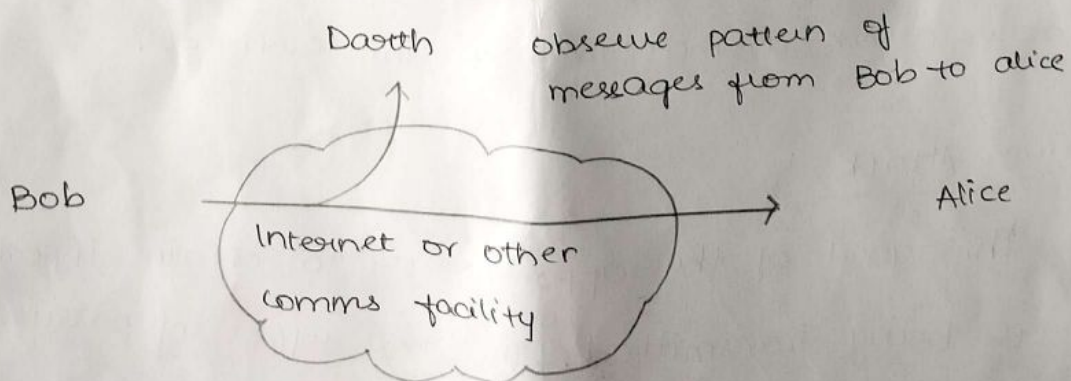 Darth observe pattern of
messages from Bob to alice
Bob Alice
Internet or other
comms facility